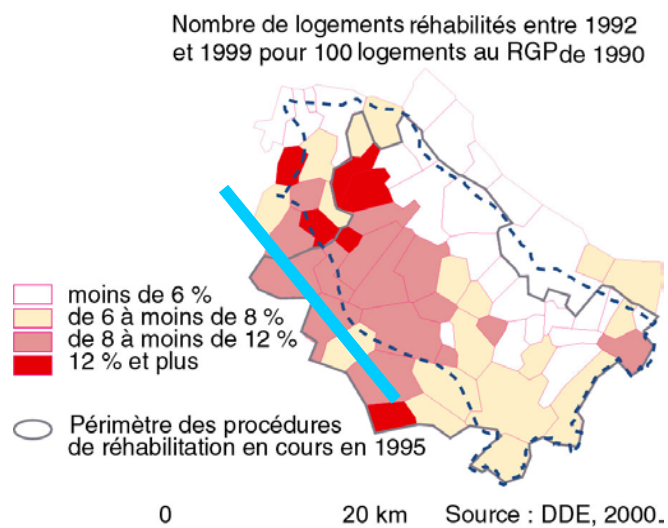 Nombre de logements réhabilités entre 1992
et 1999 pour 100 logements au RGP de 1990
moins de 6 %
de 6 à moins de 8 %
de 8 à moins de 12 %
12 % et plus
Périmètre des procédures
de réhabilitation en cours en 1995
0 20 km Source : DDE, 2000.